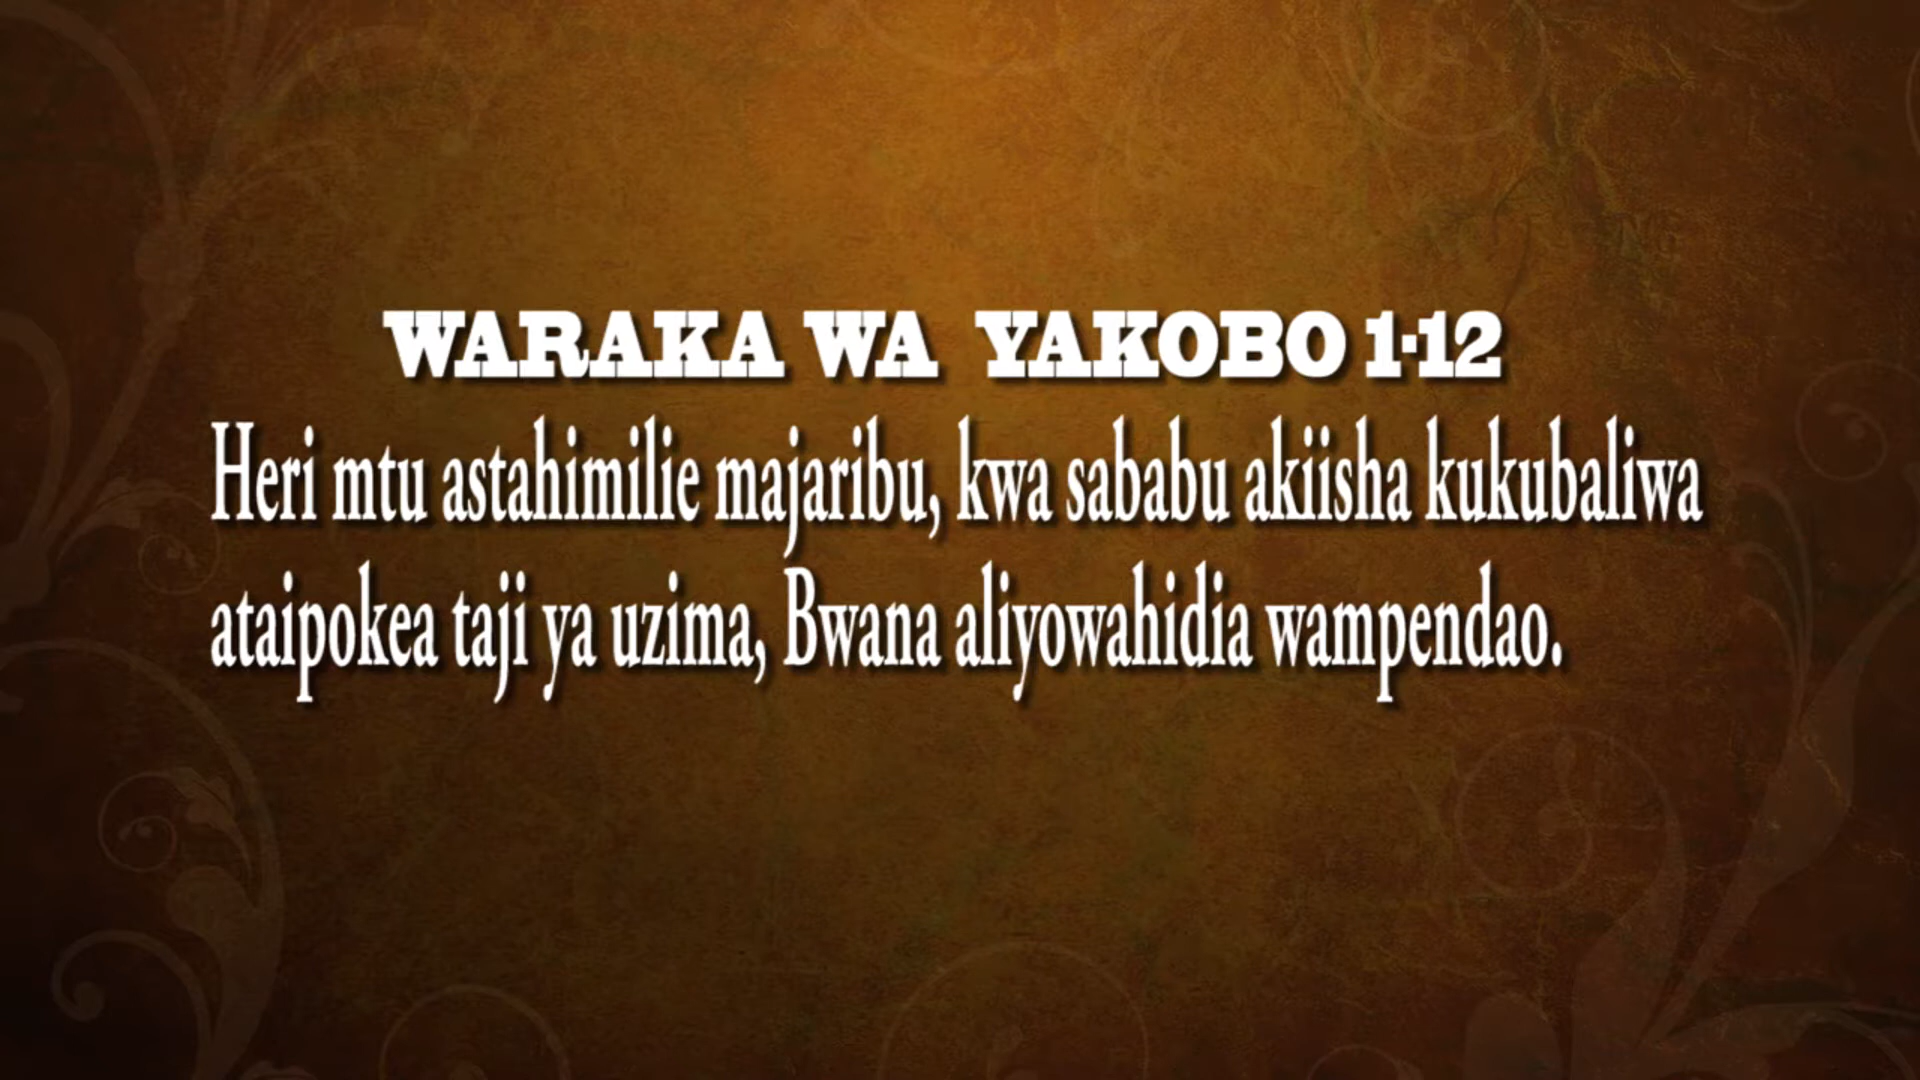 WARAKA WA YAKOBO 1-12
Heri mtu astahimilie majaribu, kwa sababu akiisha kukubaliwa
ataipokea taji ya uzima, Bwana aliyowahidia wampendao.